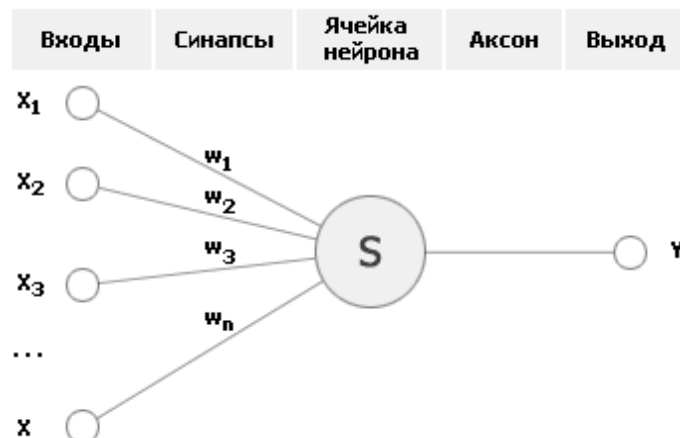 Входы
Синапсы
Ячейка
нейрона
Аксон
Выход
X₁
w₁
X₂
w₂
w₃
X₃
S
Y
wₙ
...
X